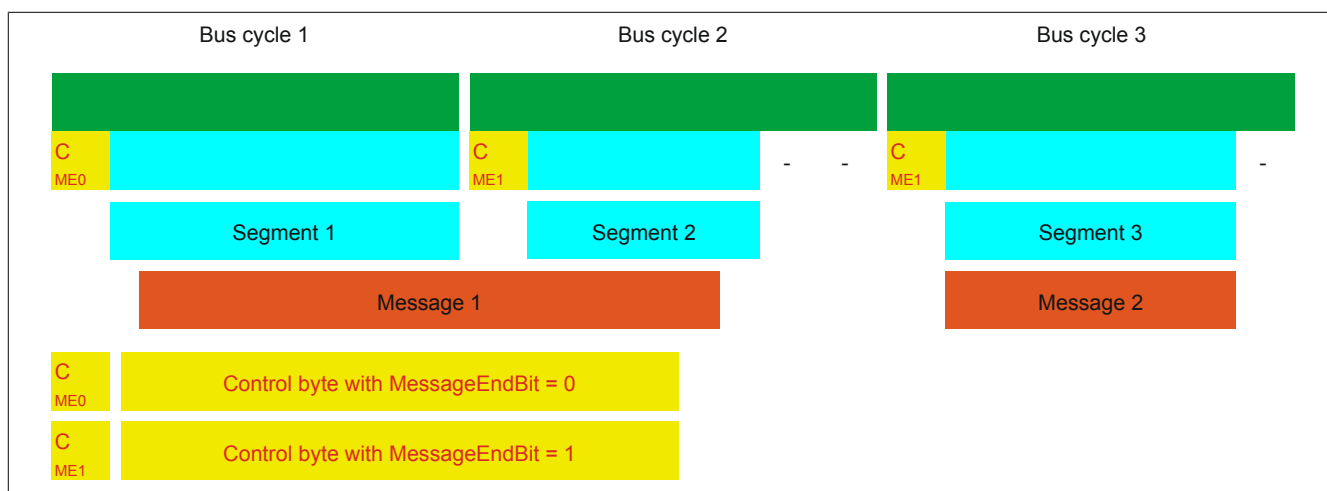 Bus cycle 1 Bus cycle 2 Bus cycle 3
C C - - C -
ME0 ME1 ME1
Segment 1 Segment 2 Segment 3
Message 1 Message 2
C
ME0
Control byte with MessageEndBit = 0
C
ME1
Control byte with MessageEndBit = 1